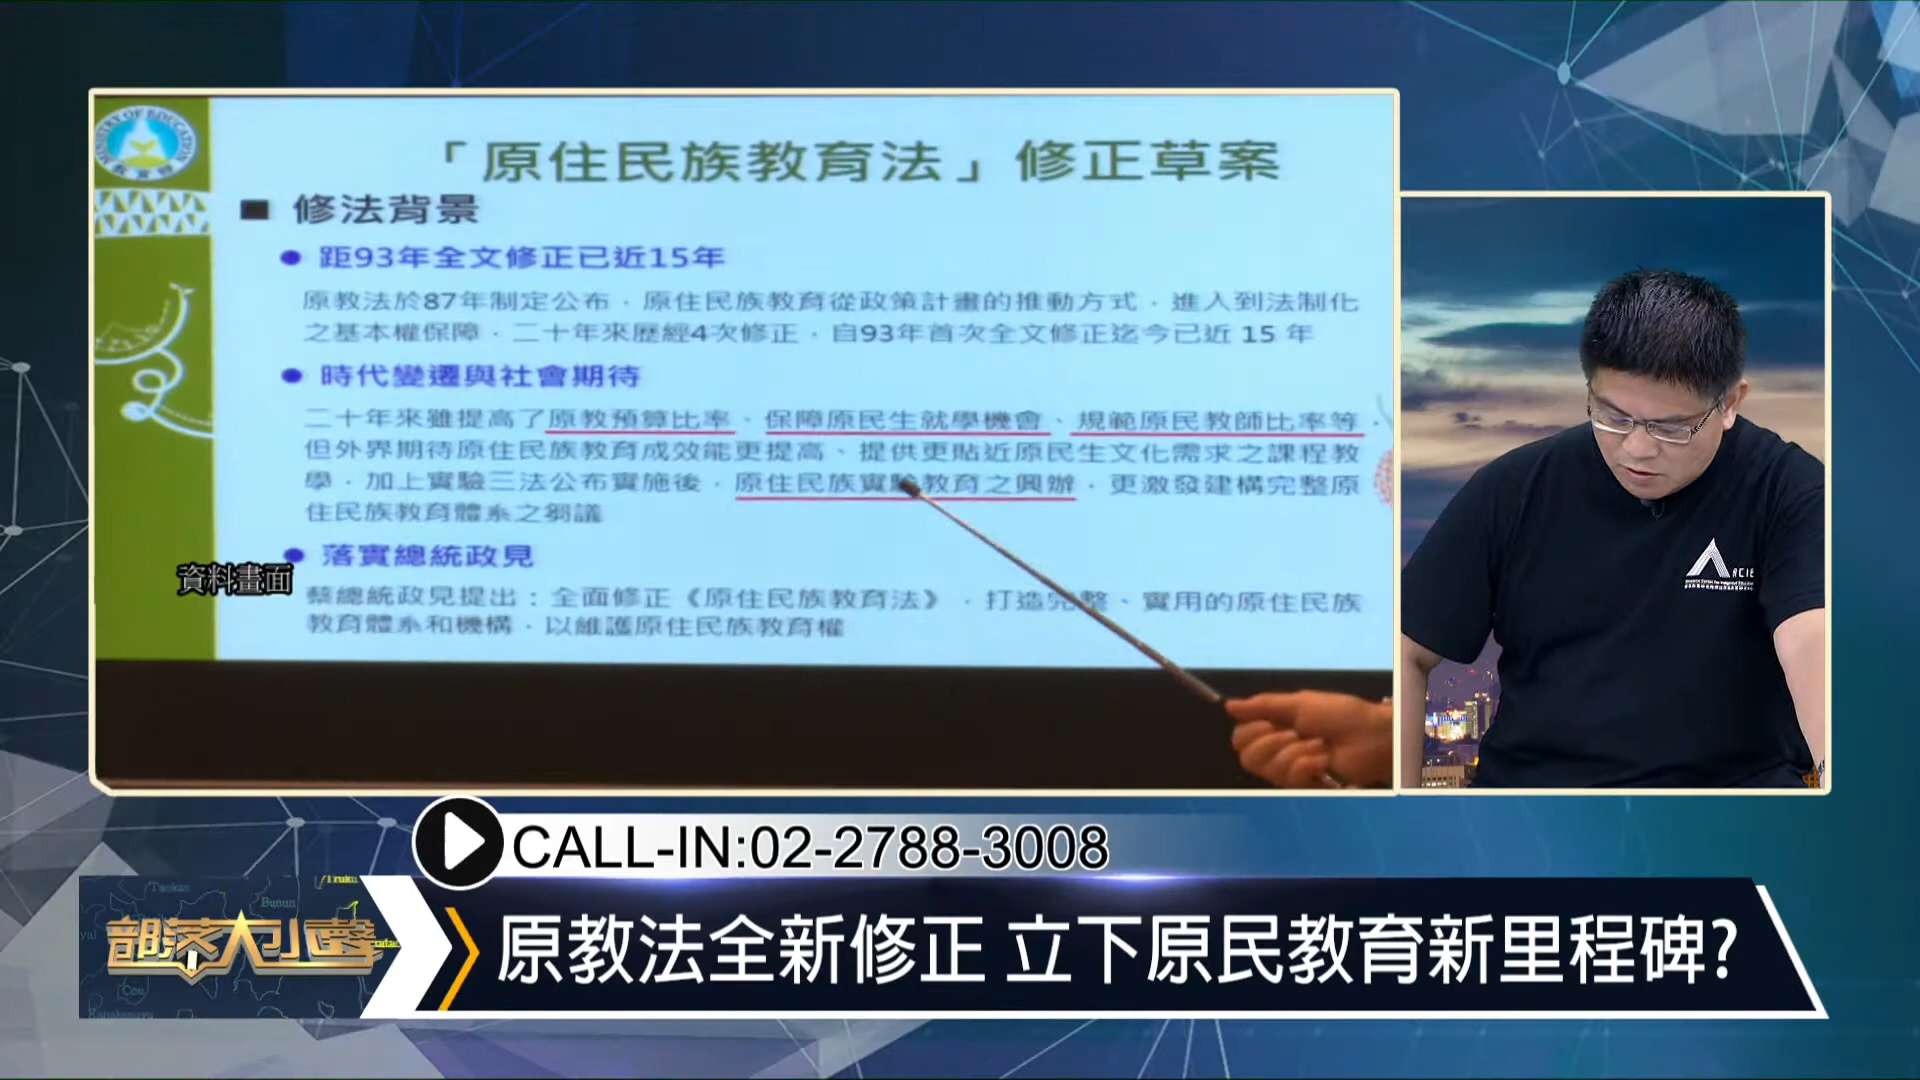 MINISTRY OF EDUCATION
教育部
「原住民族教育法」修正草案
■ 修法背景
● 距93年全文修正已近15年
原教法於87年制定公布，原住民族教育從政策計畫的推動方式，進入到法制化
之基本權保障，二十年來歷經4次修正，自93年首次全文修正迄今已近 15 年
● 時代變遷與社會期待
二十年來雖提高了原教預算比率、保障原民生就學機會、規範原民教師比率等，
但外界期待原住民族教育成效能更提高、提供更貼近原民生文化需求之課程教
學，加上實驗三法公布實施後，原住民族實驗教育之興辦，更激發建構完整原
住民族教育體系之芻議
● 落實總統政見
資料畫面
蔡總統政見提出：全面修正《原住民族教育法》，打造完整、實用的原住民族
教育體系和機構，以維護原住民族教育權
ARCIE
CALL-IN:02-2788-3008
Taokas
Truku
Bunun
部落大小聲
Cou
原教法全新修正 立下原民教育新里程碑?